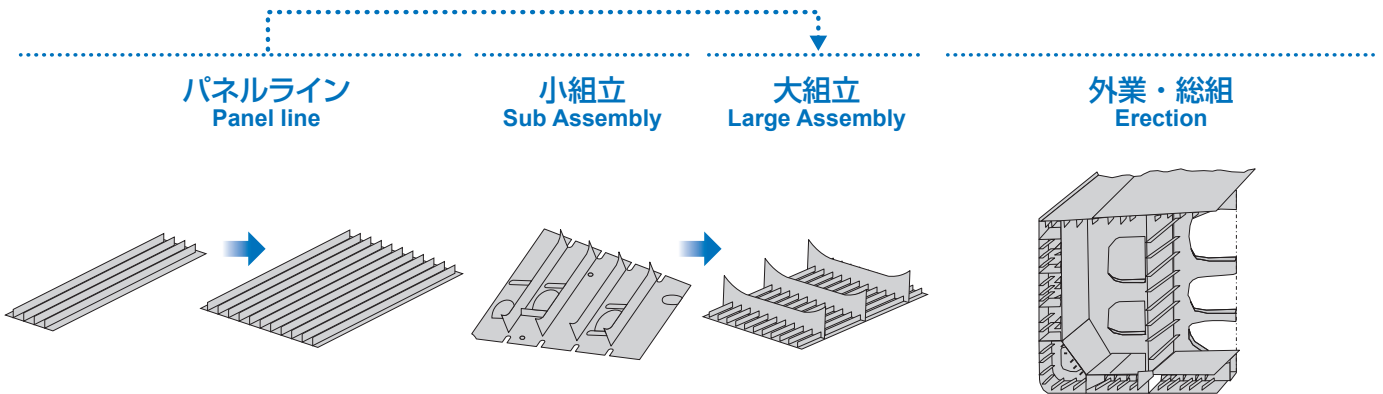 パネルライン
Panel line
小組立
Sub Assembly
大組立
Large Assembly
外業・総組
Erection